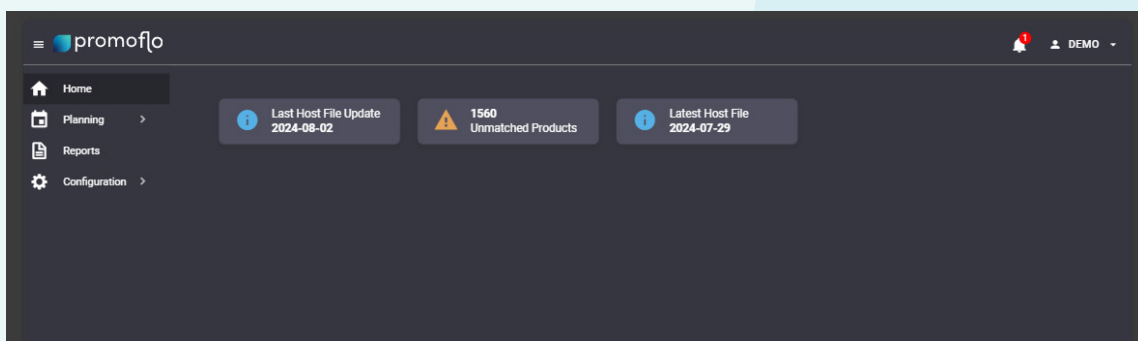 promoflo
1
DEMO
Home
Planning
Reports
Configuration
Last Host File Update
2024-08-02
1560
Unmatched Products
Latest Host File
2024-07-29